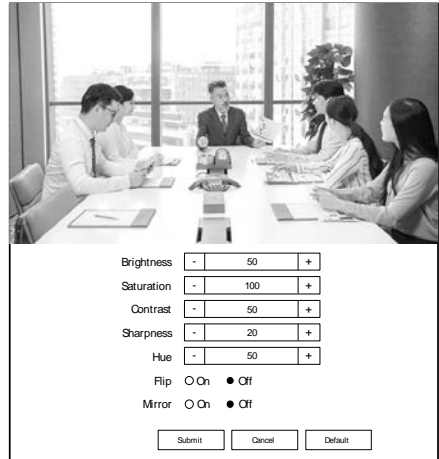 Brightness - 50 +
Saturation - 100 +
Contrast - 50 +
Sharpness - 20 +
Hue - 50 +
Flip On Off
Mirror On Off
Submit Cancel Default